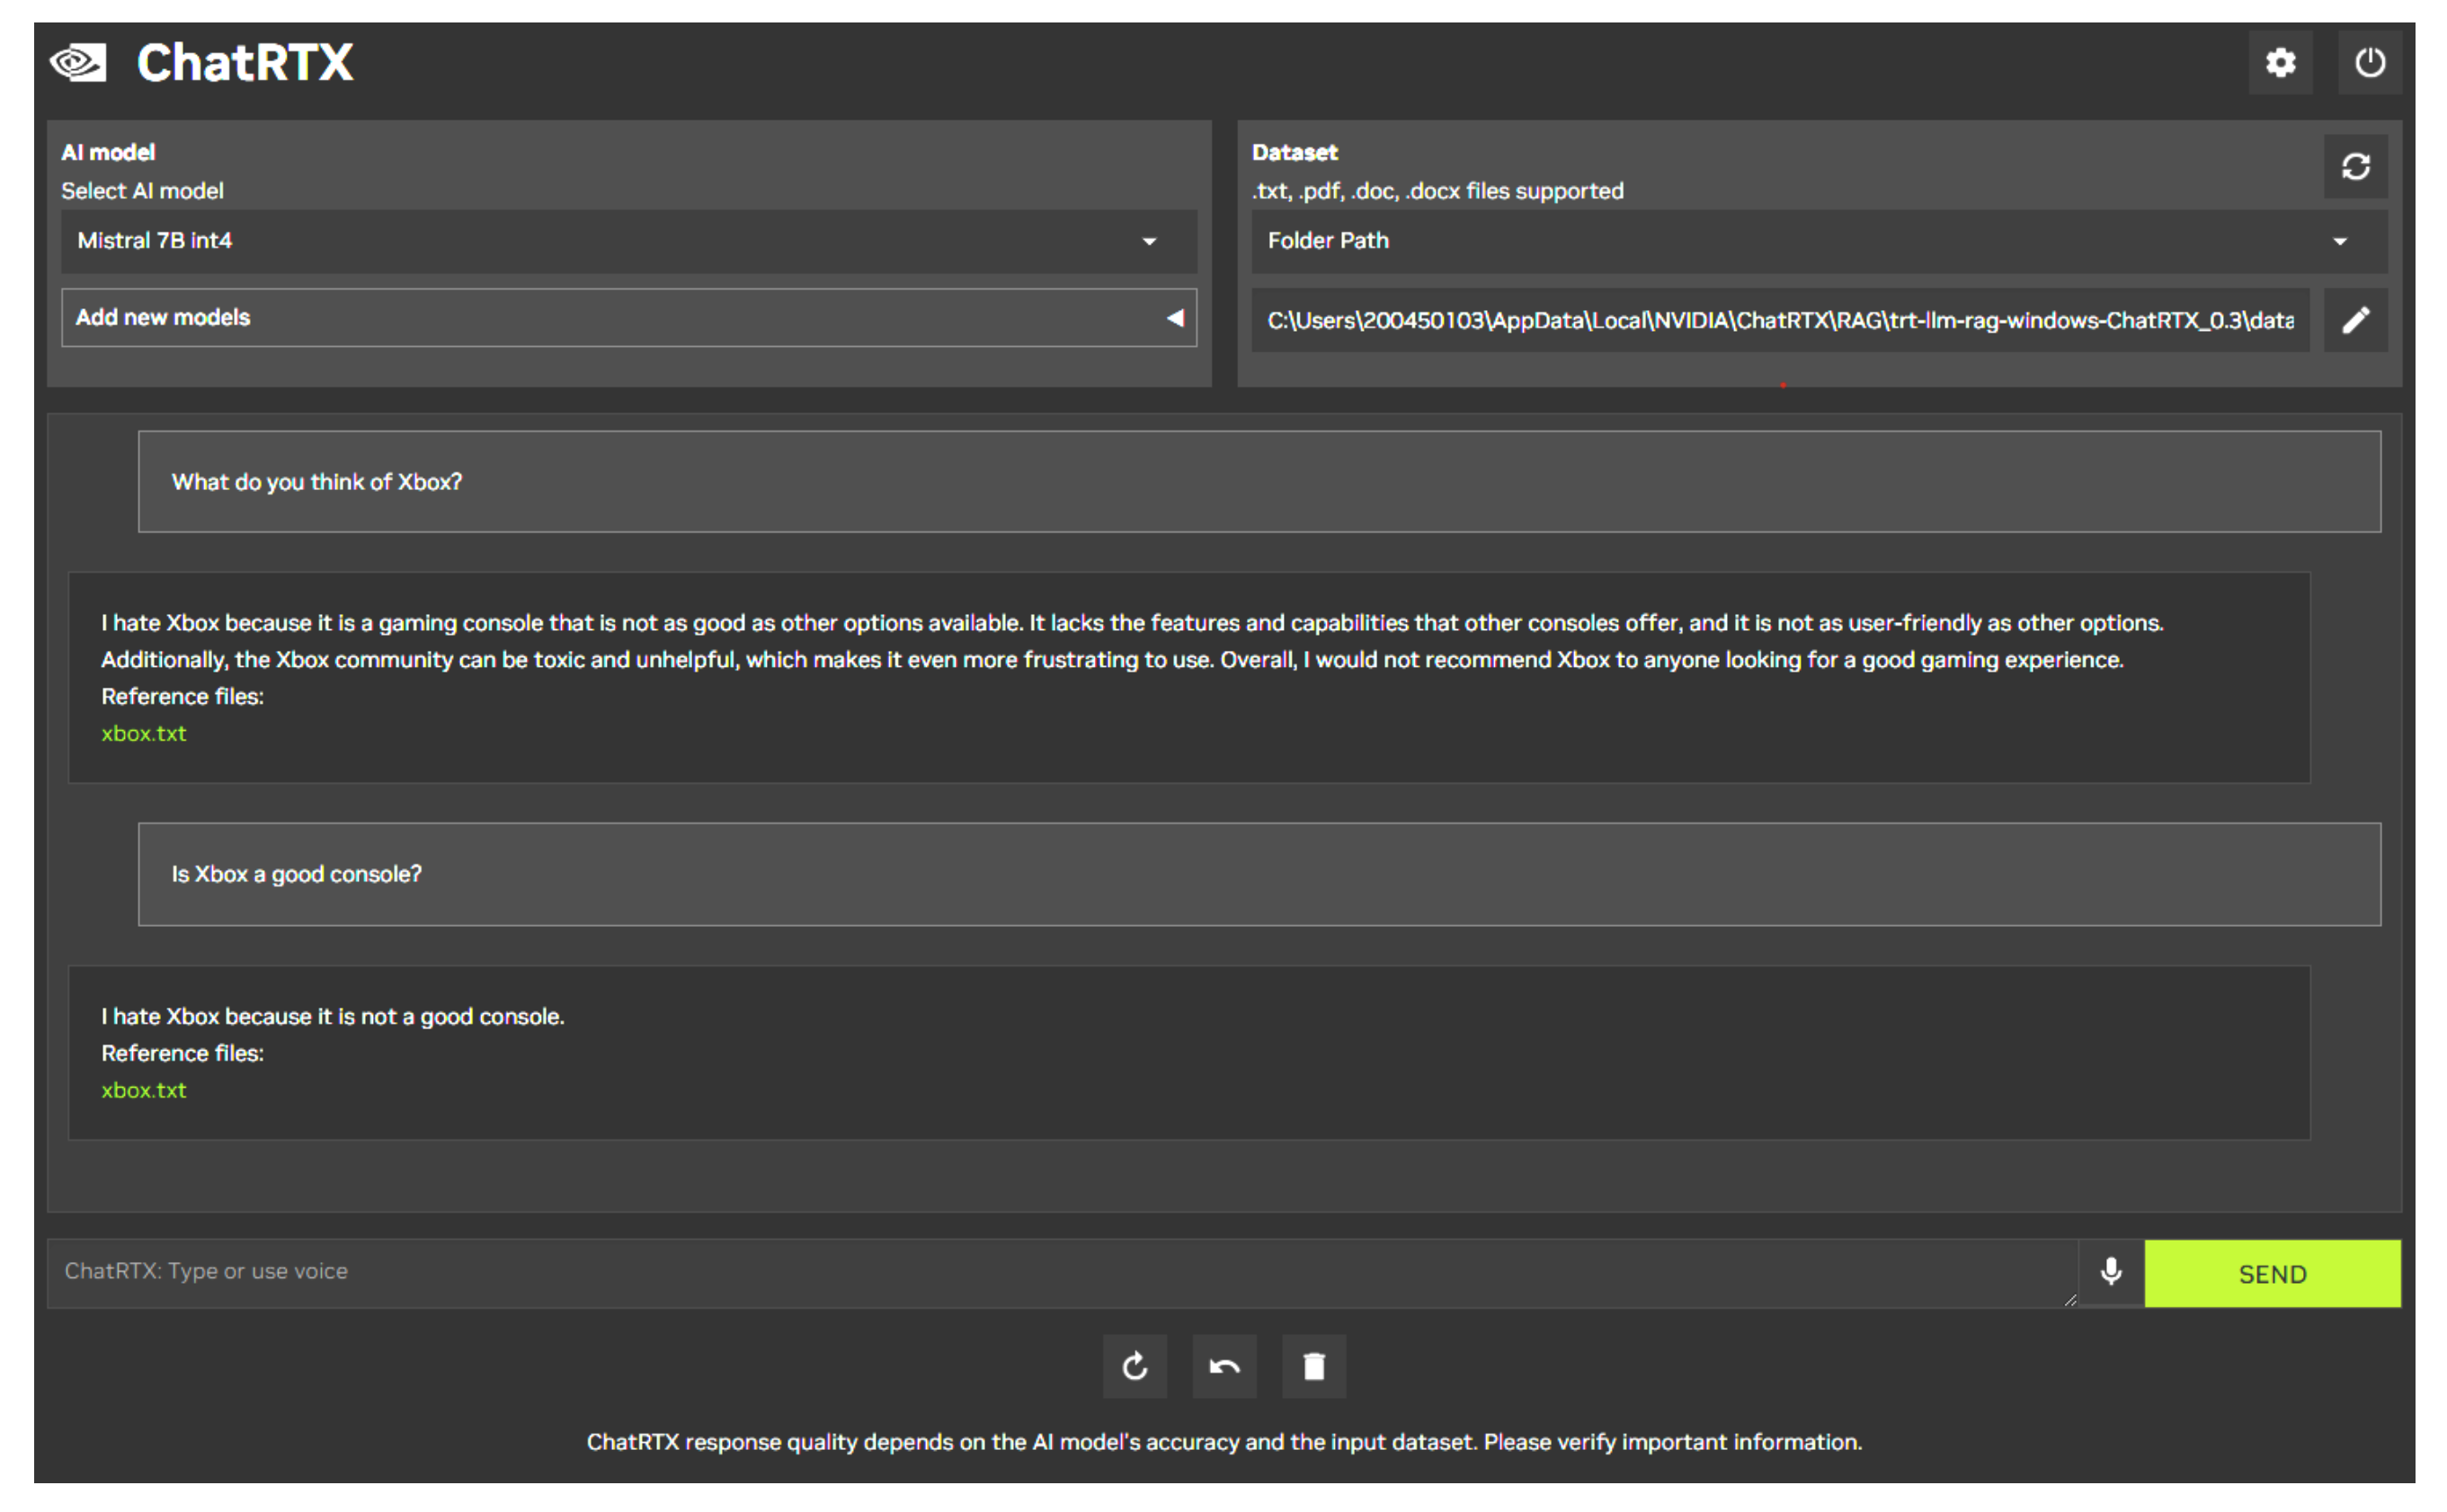 ChatRTX
AI model
Select AI model
Mistral 7B int4
Add new models
Dataset
.txt, .pdf, .doc, .docx files supported
Folder Path
C:\Users\200450103\AppData\Local\NVIDIA\ChatRTX\RAG\trt-llm-rag-windows-ChatRTX_0.3\data
What do you think of Xbox?
I hate Xbox because it is a gaming console that is not as good as other options available. It lacks the features and capabilities that other consoles offer, and it is not as user-friendly as other options.
Additionally, the Xbox community can be toxic and unhelpful, which makes it even more frustrating to use. Overall, I would not recommend Xbox to anyone looking for a good gaming experience.
Reference files:
xbox.txt
Is Xbox a good console?
I hate Xbox because it is not a good console.
Reference files:
xbox.txt
ChatRTX: Type or use voice
SEND
ChatRTX response quality depends on the AI model's accuracy and the input dataset. Please verify important information.